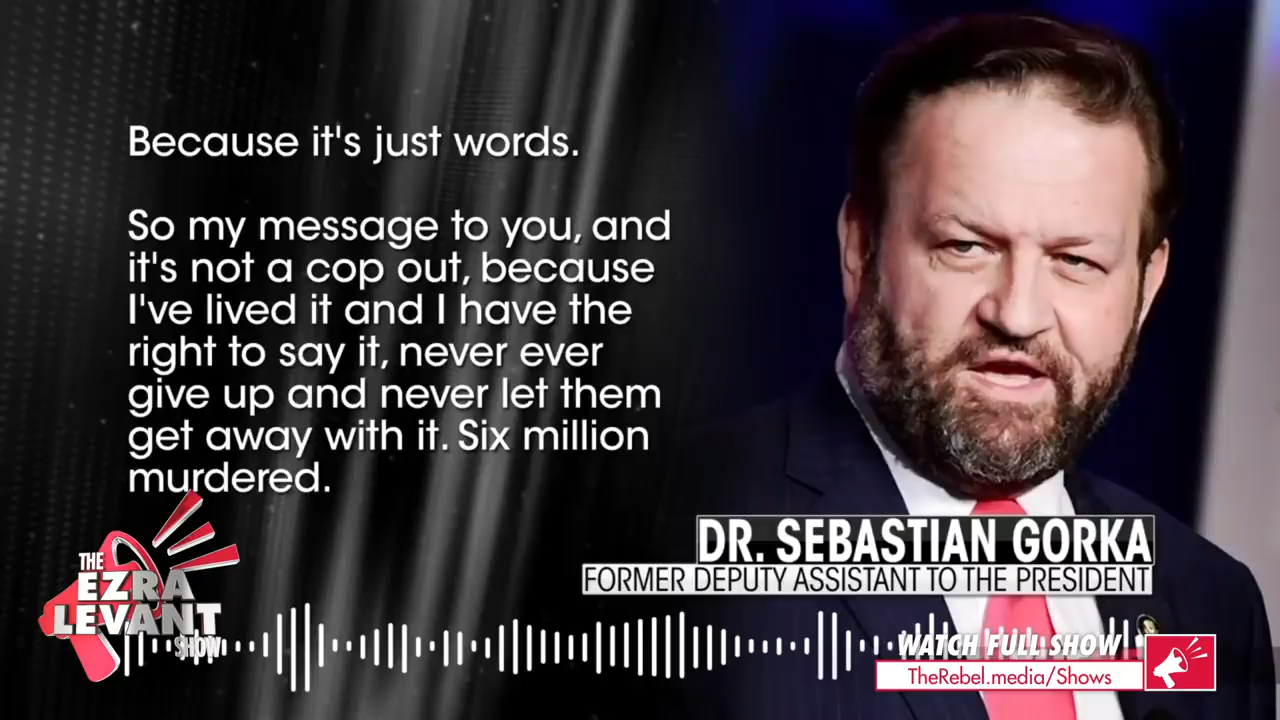 Because it's just words.
So my message to you, and
it's not a cop out, because
I've lived it and I have the
right to say it, never ever
give up and never let them
get away with it. Six million
murdered.
DR. SEBASTIAN GORKA
FORMER DEPUTY ASSISTANT TO THE PRESIDENT
THE
EZRA
LEVANT
SHOW
WATCH FULL SHOW
TheRebel.media/Shows